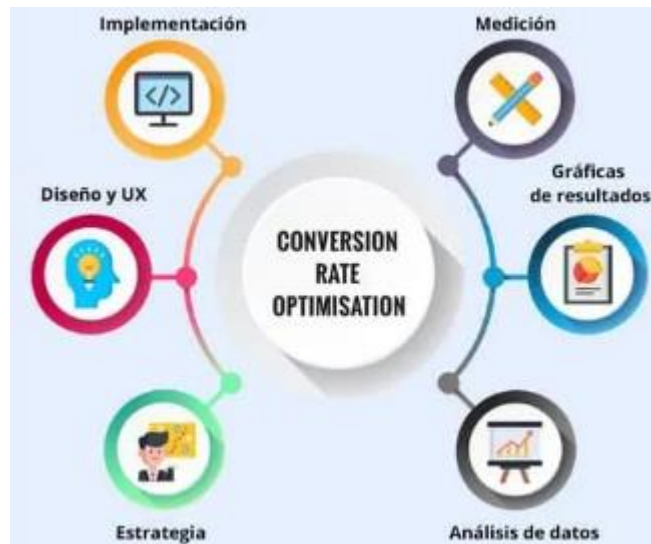 Implementación
Medición
Diseño y UX
Gráficas
de resultados
CONVERSION
RATE
OPTIMISATION
Estrategia
Análisis de datos